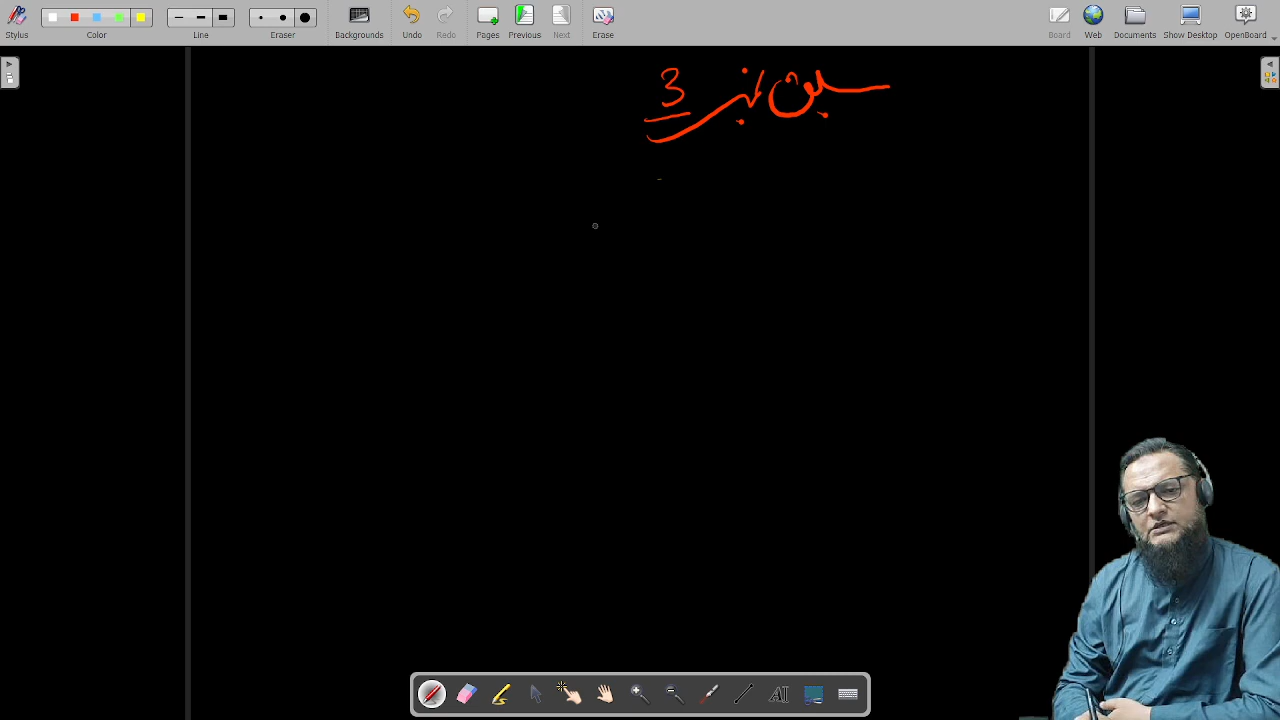 Stylus Color Line Eraser Backgrounds Undo Redo Pages Previous Next Erase Board Web Documents Show Desktop OpenBoard
سبق نمبر 3
AI